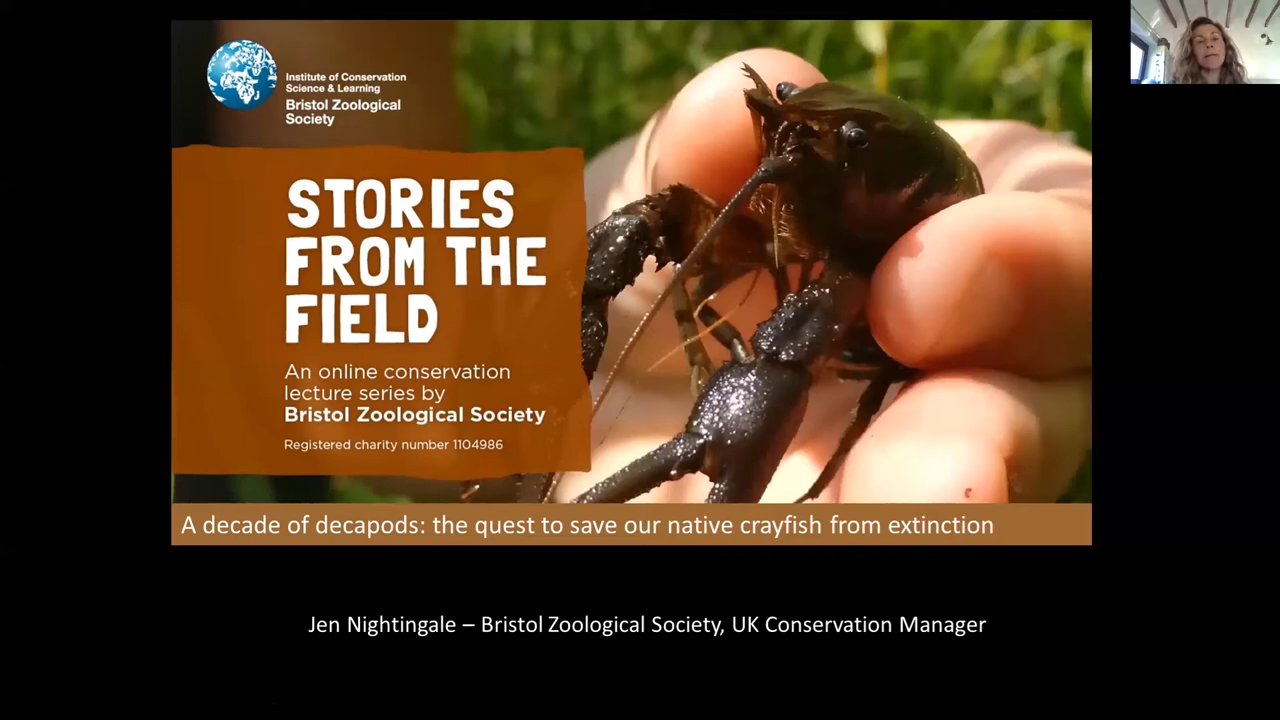 Institute of Conservation
Science & Learning
Bristol Zoological
Society
STORIES
FROM THE
FIELD
An online conservation
lecture series by
Bristol Zoological Society
Registered charity number 1104986
A decade of decapods: the quest to save our native crayfish from extinction
Jen Nightingale – Bristol Zoological Society, UK Conservation Manager